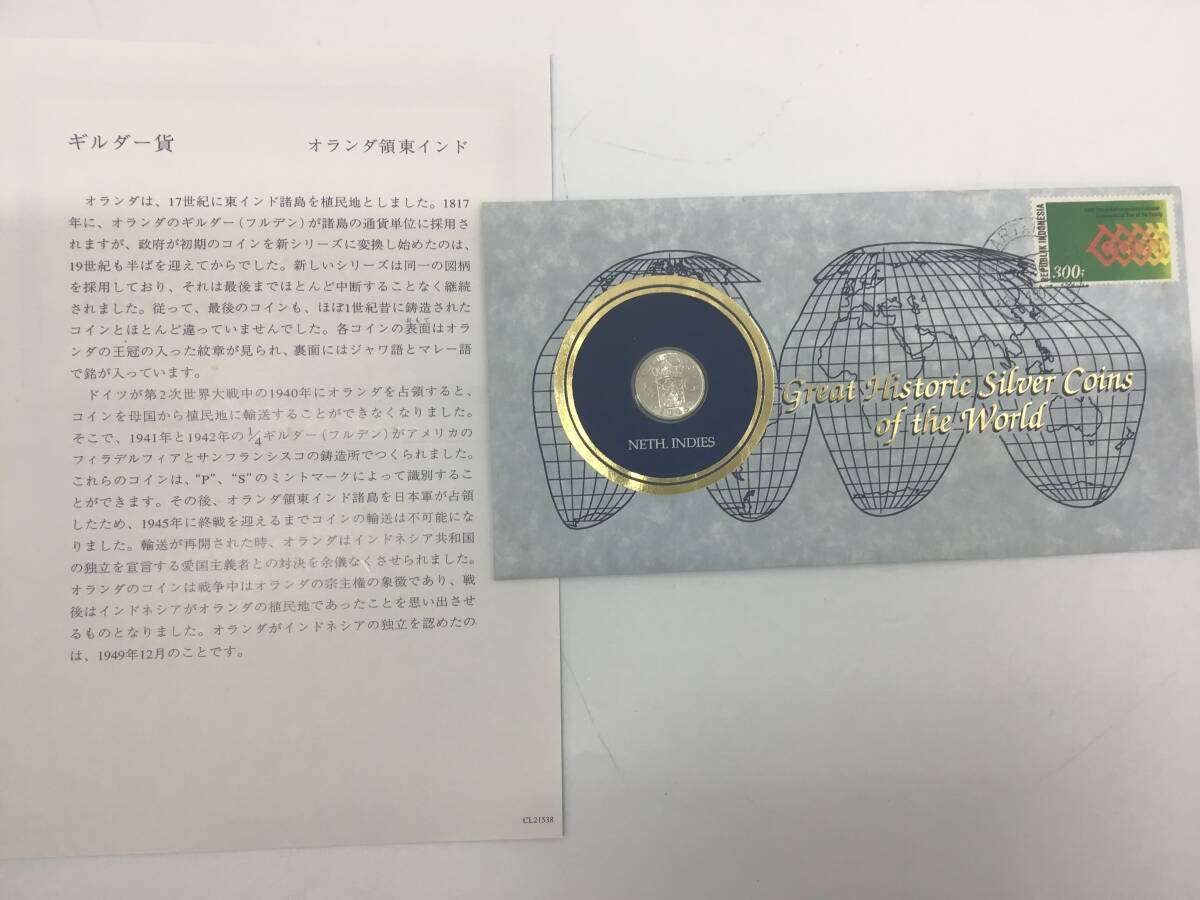 ギルダー貨
オランダ領東インド
オランダは、17世紀に東インド諸島を植民地としました。1817
年に、オランダのギルダー(フルデン)が諸島の通貨単位に採用さ
れますが、政府が初期のコインを新シリーズに変換し始めたのは、
19世紀も半ばを迎えてからでした。新しいシリーズは同一の図柄
を採用しており、それは最後までほとんど中断することなく継続
されました。従って、最後のコインも、ほぼ1世紀昔に鋳造された
コインとほとんど違っていませんでした。各コインの表面はオラ
ンダの王冠の入った紋章が見られ、裏面にはジャワ語とマレー語
で銘が入っています。
ドイツが第2次世界大戦中の1940年にオランダを占領すると、
コインを母国から植民地に輸送することができなくなりました。
そこで、1941年と1942年の1/4ギルダー(フルデン)がアメリカの
フィラデルフィアとサンフランシスコの鋳造所でつくられました。
これらのコインは、“P”、“S”のミントマークによって識別するこ
とができます。その後、オランダ領東インド諸島を日本軍が占領
したため、1945年に終戦を迎えるまでコインの輸送は不可能にな
りました。輸送が再開された時、オランダはインドネシア共和国
の独立を宣言する愛国主義者との対決を余儀なくさせられました。
オランダのコインは戦争中はオランダの宗主権の象徴であり、戦
後はインドネシアがオランダの植民地であったことを思い出させ
るものとなりました。オランダがインドネシアの独立を認めたの
は、1949年12月のことです。
CL21538
NETH. INDIES
Great Historic Silver Coins
of the World
REPUBLIK INDONESIA
300